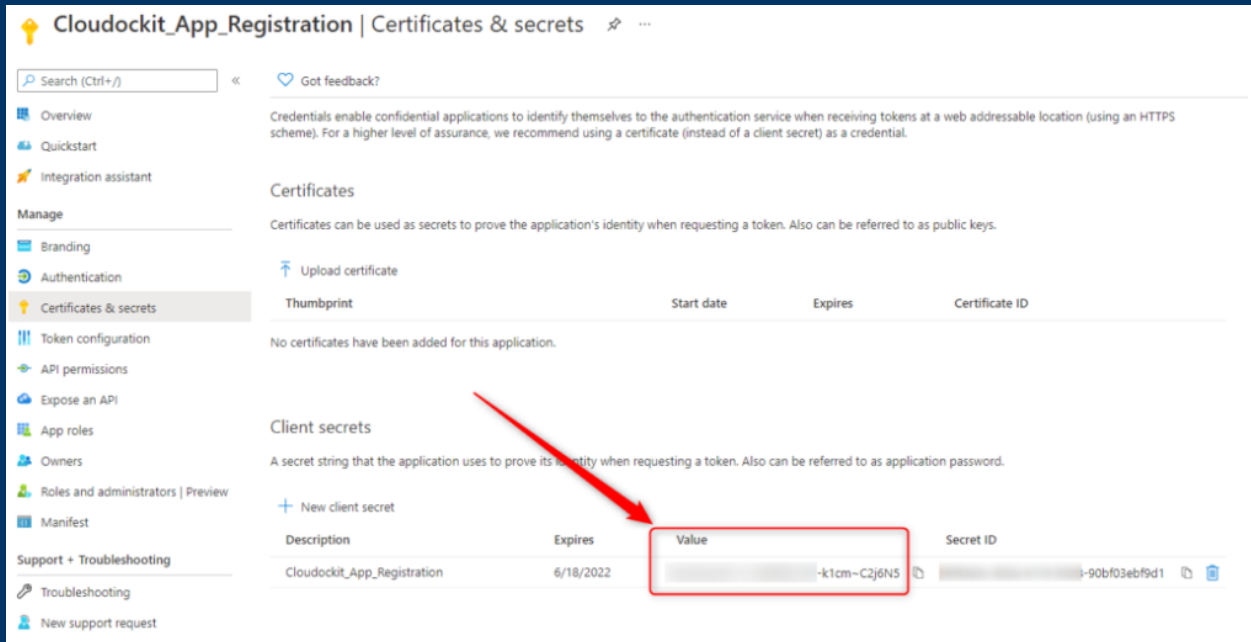 Cloudockit_App_Registration | Certificates & secrets
Search (Ctrl+/)
Overview
Quickstart
Integration assistant
Manage
Branding
Authentication
Certificates & secrets
Token configuration
API permissions
Expose an API
App roles
Owners
Roles and administrators | Preview
Manifest
Support + Troubleshooting
Troubleshooting
New support request
Got feedback?
Credentials enable confidential applications to identify themselves to the authentication service when receiving tokens at a web addressable location (using an HTTPS
scheme). For a higher level of assurance, we recommend using a certificate (instead of a client secret) as a credential.
Certificates
Certificates can be used as secrets to prove the application's identity when requesting a token. Also can be referred to as public keys.
Upload certificate
Thumbprint Start date Expires Certificate ID
No certificates have been added for this application.
Client secrets
A secret string that the application uses to prove its identity when requesting a token. Also can be referred to as application password.
New client secret
Description Expires Value Secret ID
Cloudockit_App_Registration 6/18/2022 -k1cm~C2j6N5 -90bf03ebf9d1